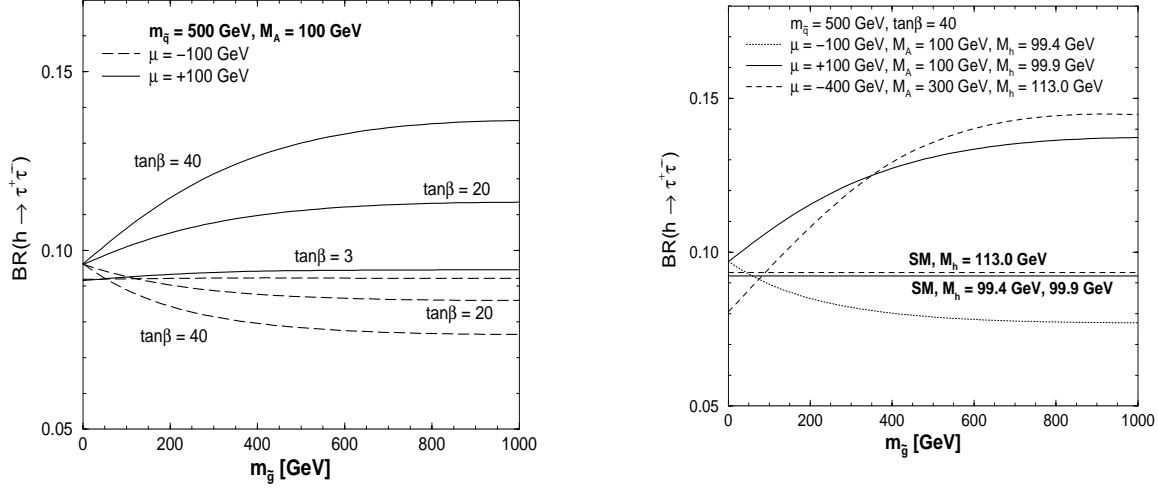 m_q̃ = 500 GeV, M_A = 100 GeV
μ = −100 GeV
μ = +100 GeV
0.15
0.10
0.05
BR(h → τ⁺τ⁻)
tanβ = 40
tanβ = 20
tanβ = 3
tanβ = 20
tanβ = 40
0 200 400 600 800 1000
m_g̃ [GeV]
m_q̃ = 500 GeV, tanβ = 40
μ = −100 GeV, M_A = 100 GeV, M_h = 99.4 GeV
μ = +100 GeV, M_A = 100 GeV, M_h = 99.9 GeV
μ = −400 GeV, M_A = 300 GeV, M_h = 113.0 GeV
0.15
0.10
0.05
BR(h → τ⁺τ⁻)
SM, M_h = 113.0 GeV
SM, M_h = 99.4 GeV, 99.9 GeV
0 200 400 600 800 1000
m_g̃ [GeV]